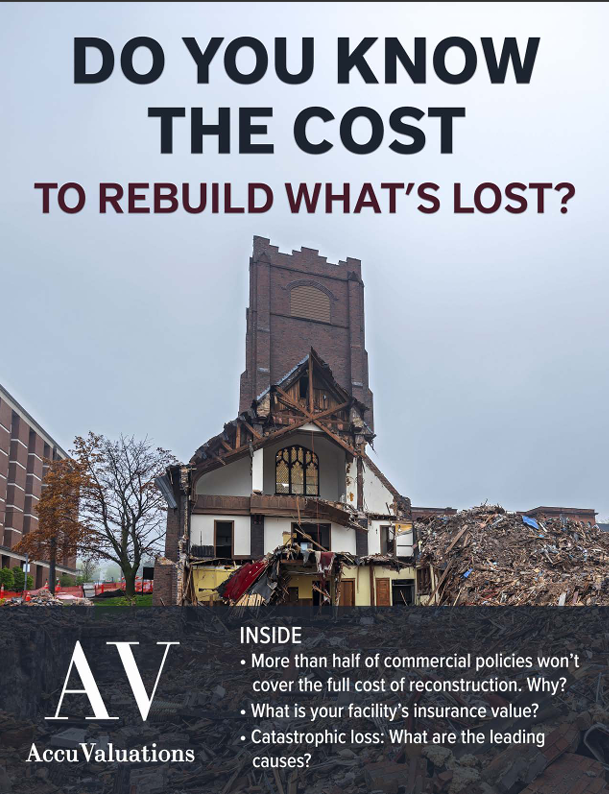 DO YOU KNOW
THE COST
TO REBUILD WHAT'S LOST?
AV
AccuValuations
INSIDE
• More than half of commercial policies won't
cover the full cost of reconstruction. Why?
• What is your facility's insurance value?
• Catastrophic loss: What are the leading
causes?